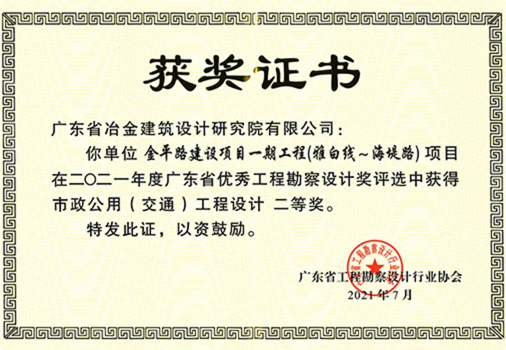 获奖证书
广东省冶金建筑设计研究院有限公司：
你单位 金平路建设项目一期工程(雅白线～海堤路) 项目
在二〇二一年度广东省优秀工程勘察设计奖评选中获得
市政公用（交通）工程设计 二等奖。
特发此证，以资鼓励。
广东省工程勘察设计行业协会
广东省工程勘察设计行业协会
2021年7月